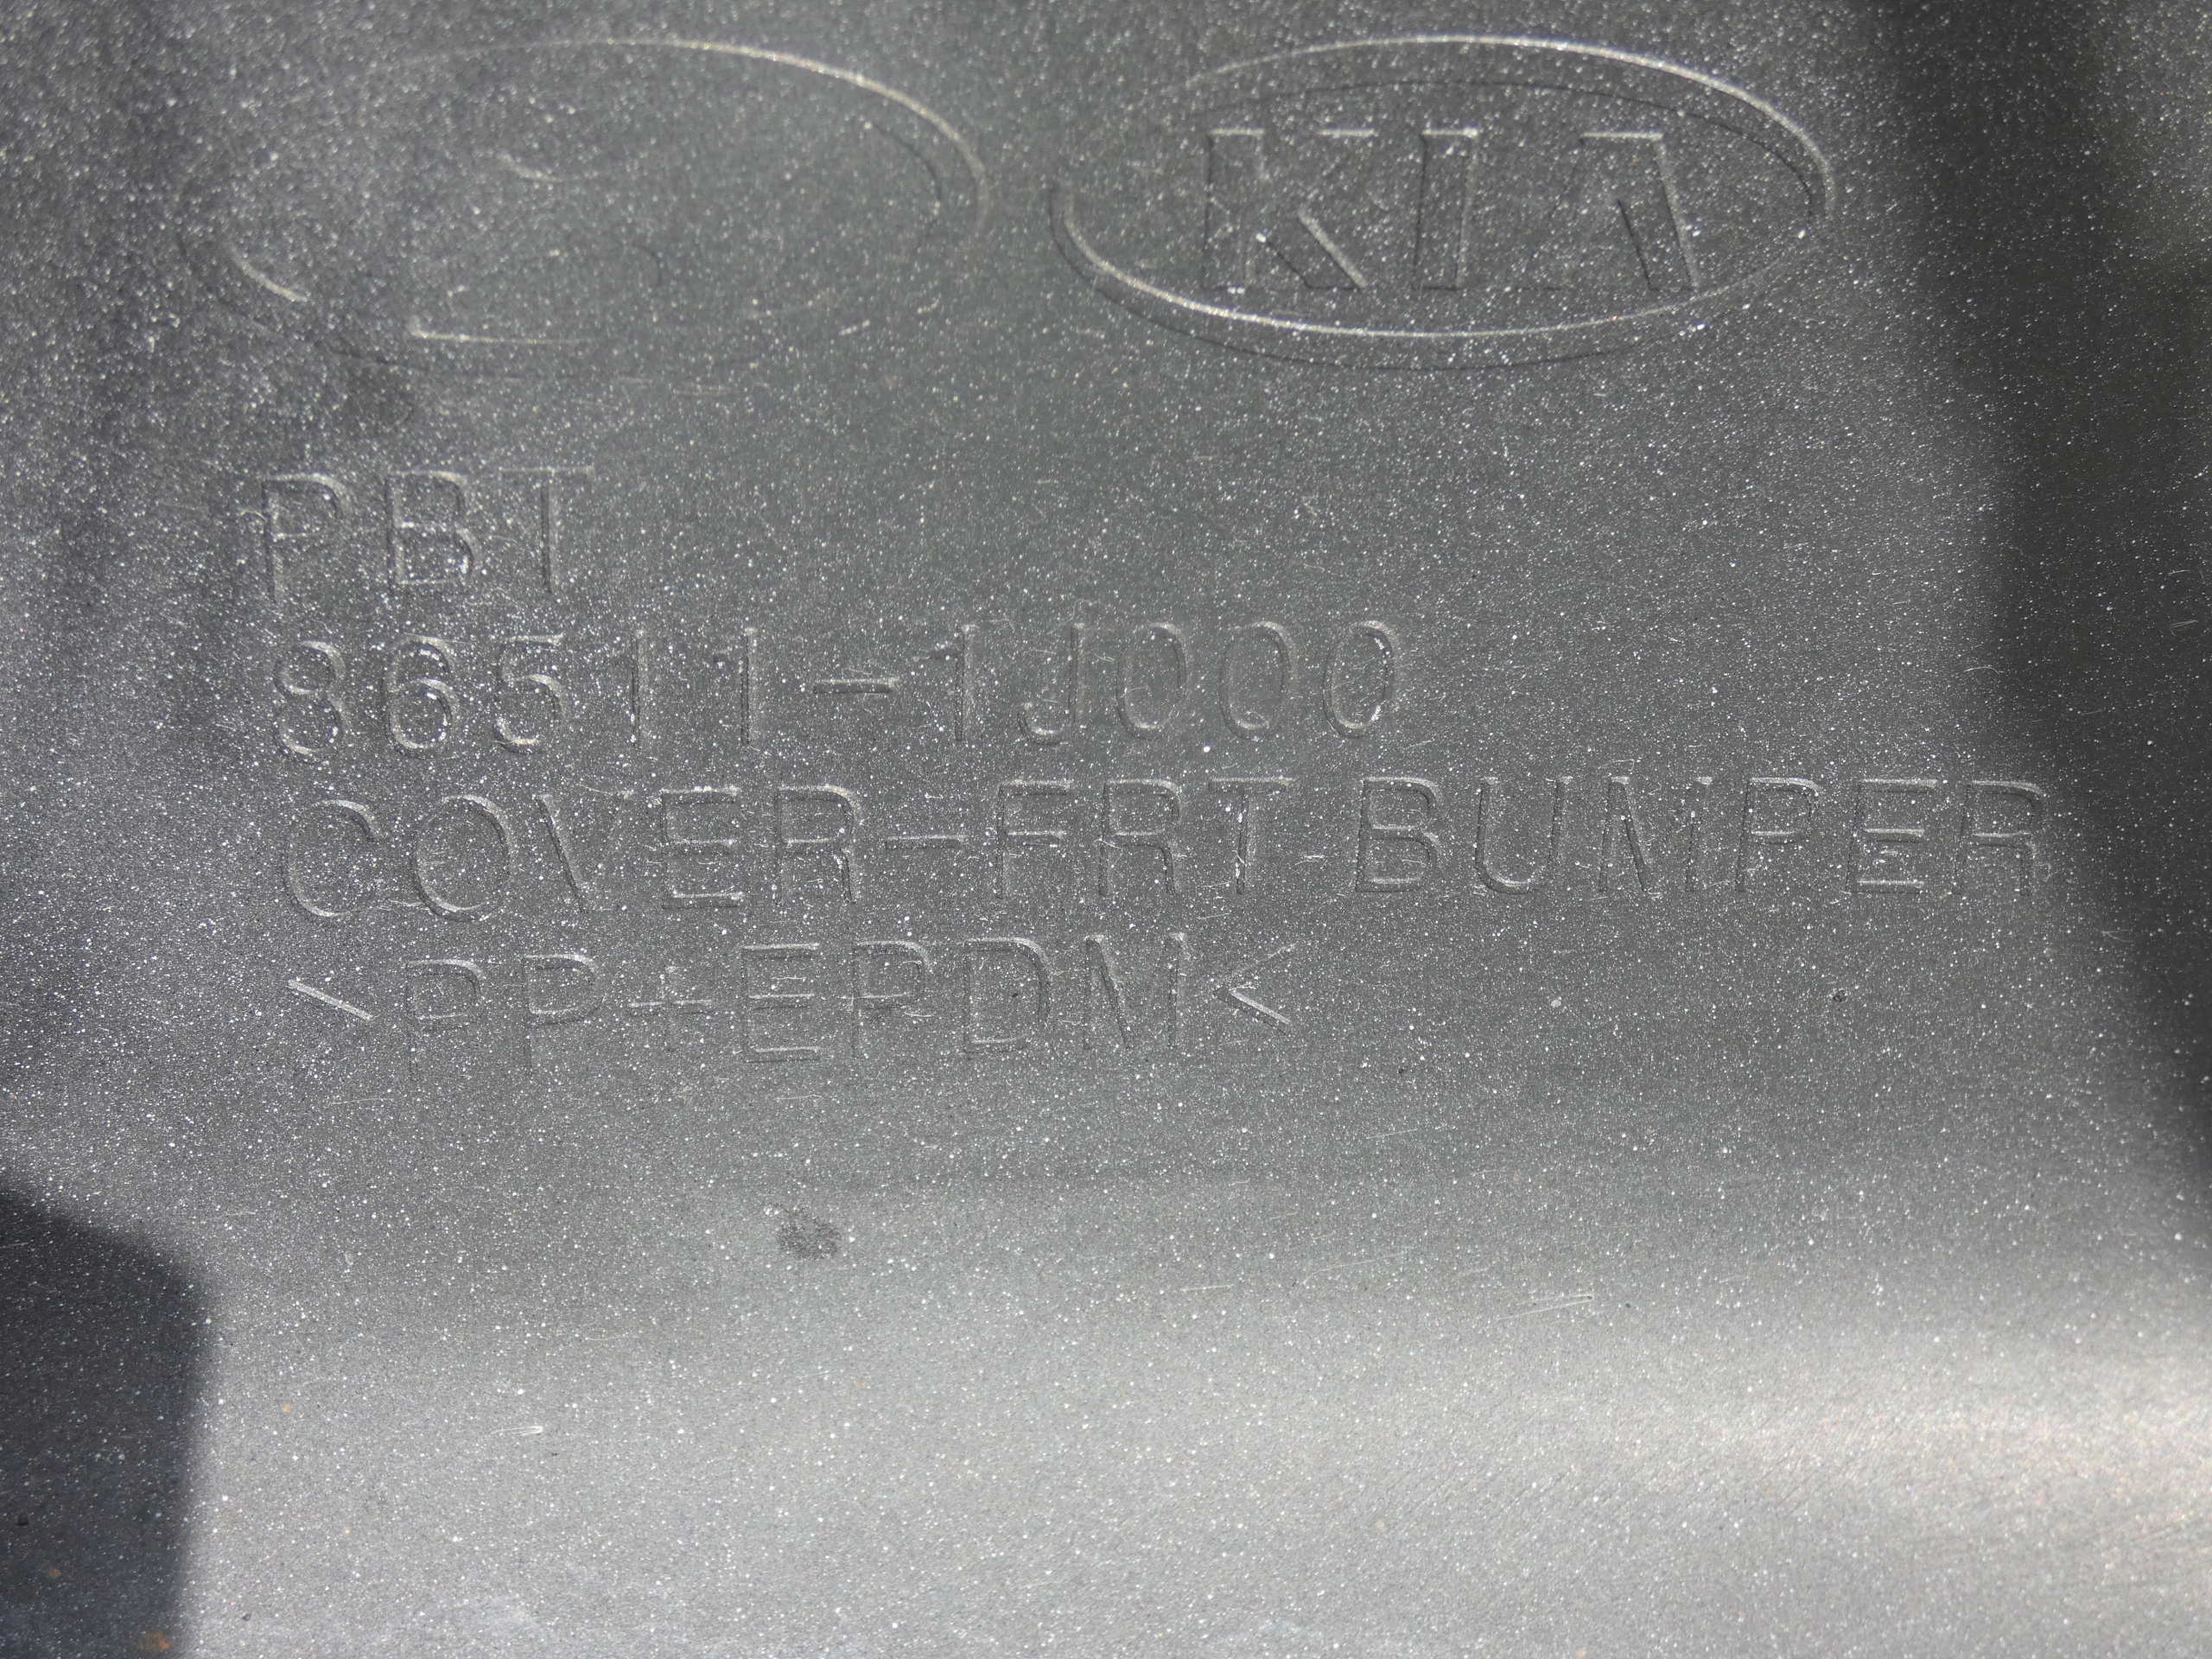 KIA
PBT
86511-1J000
COVER-FRT BUMPER
>PP+EPDM<